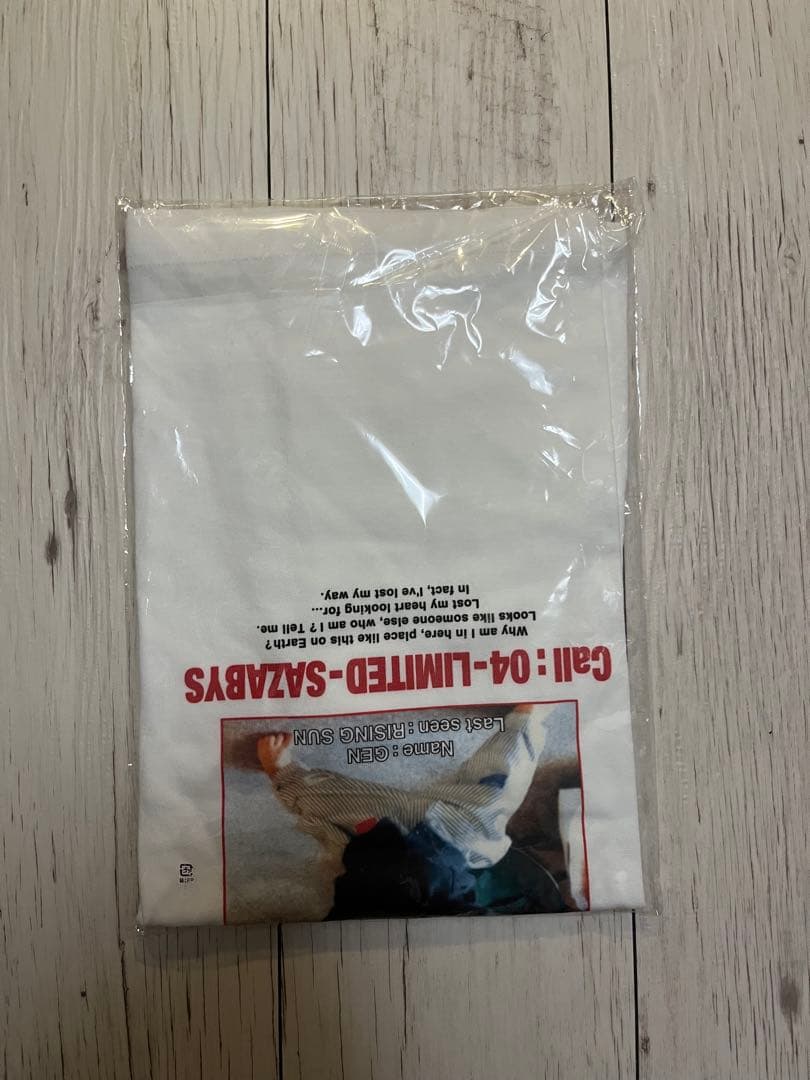 Name : GEN
Last seen : RISING SUN
Call : 04-LIMITED-SAZABYS
Why am I in here, place like this on Earth?
Looks like someone else, who am I ? Tell me.
Lost my heart looking for...
In fact, I've lost my way.